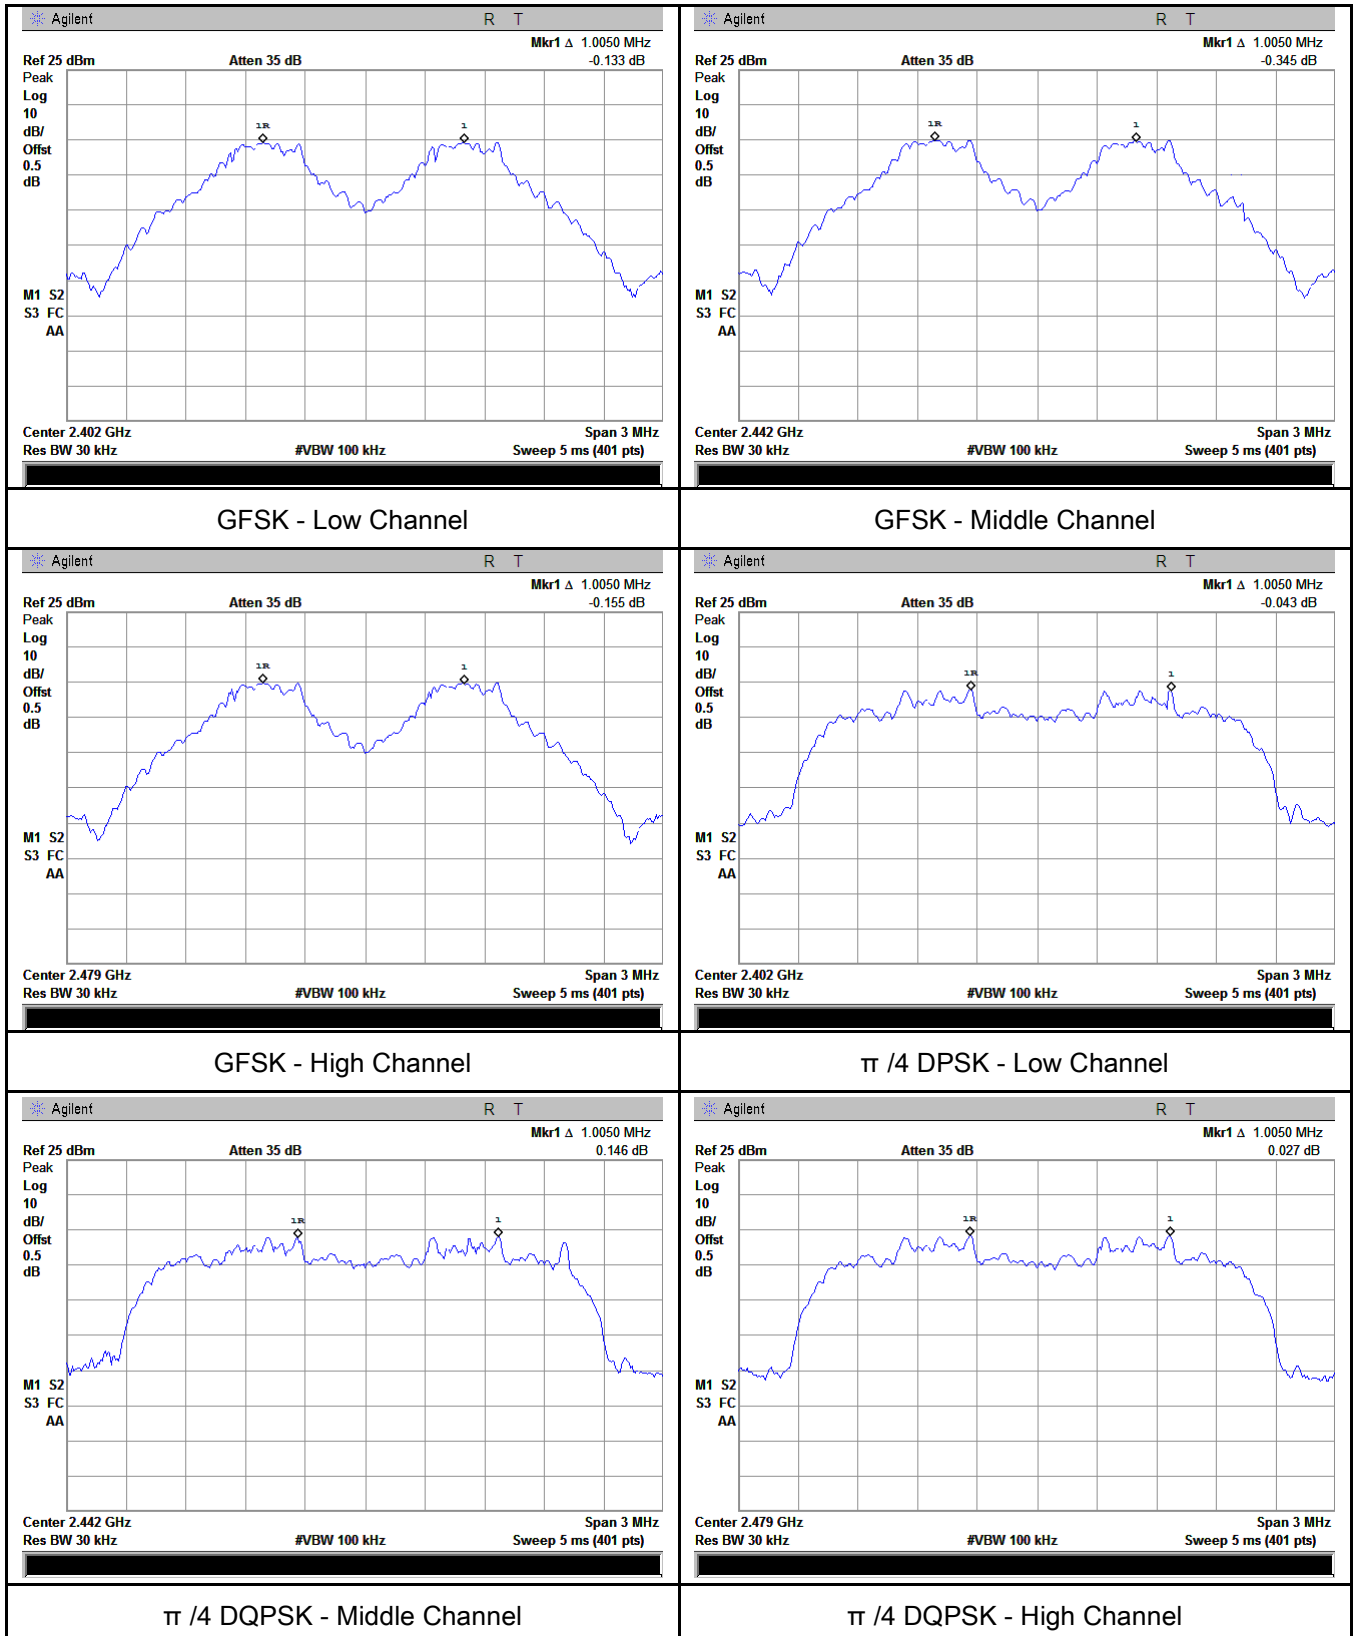 Agilent R T
Mkr1 Δ 1.0050 MHz
Ref 25 dBm Atten 35 dB -0.133 dB
Peak
Log
10
dB/
Offst
0.5
dB
1R 1
M1 S2
S3 FC
AA
Center 2.402 GHz Span 3 MHz
Res BW 30 kHz #VBW 100 kHz Sweep 5 ms (401 pts)
GFSK - Low Channel
Agilent R T
Mkr1 Δ 1.0050 MHz
Ref 25 dBm Atten 35 dB -0.345 dB
Peak
Log
10
dB/
Offst
0.5
dB
1R 1
M1 S2
S3 FC
AA
Center 2.442 GHz Span 3 MHz
Res BW 30 kHz #VBW 100 kHz Sweep 5 ms (401 pts)
GFSK - Middle Channel
Agilent R T
Mkr1 Δ 1.0050 MHz
Ref 25 dBm Atten 35 dB -0.155 dB
Peak
Log
10
dB/
Offst
0.5
dB
1R 1
M1 S2
S3 FC
AA
Center 2.479 GHz Span 3 MHz
Res BW 30 kHz #VBW 100 kHz Sweep 5 ms (401 pts)
GFSK - High Channel
Agilent R T
Mkr1 Δ 1.0050 MHz
Ref 25 dBm Atten 35 dB -0.043 dB
Peak
Log
10
dB/
Offst
0.5
dB
1R 1
M1 S2
S3 FC
AA
Center 2.402 GHz Span 3 MHz
Res BW 30 kHz #VBW 100 kHz Sweep 5 ms (401 pts)
π /4 DPSK - Low Channel
Agilent R T
Mkr1 Δ 1.0050 MHz
Ref 25 dBm Atten 35 dB 0.146 dB
Peak
Log
10
dB/
Offst
0.5
dB
1R 1
M1 S2
S3 FC
AA
Center 2.442 GHz Span 3 MHz
Res BW 30 kHz #VBW 100 kHz Sweep 5 ms (401 pts)
π /4 DQPSK - Middle Channel
Agilent R T
Mkr1 Δ 1.0050 MHz
Ref 25 dBm Atten 35 dB 0.027 dB
Peak
Log
10
dB/
Offst
0.5
dB
1R 1
M1 S2
S3 FC
AA
Center 2.479 GHz Span 3 MHz
Res BW 30 kHz #VBW 100 kHz Sweep 5 ms (401 pts)
π /4 DQPSK - High Channel